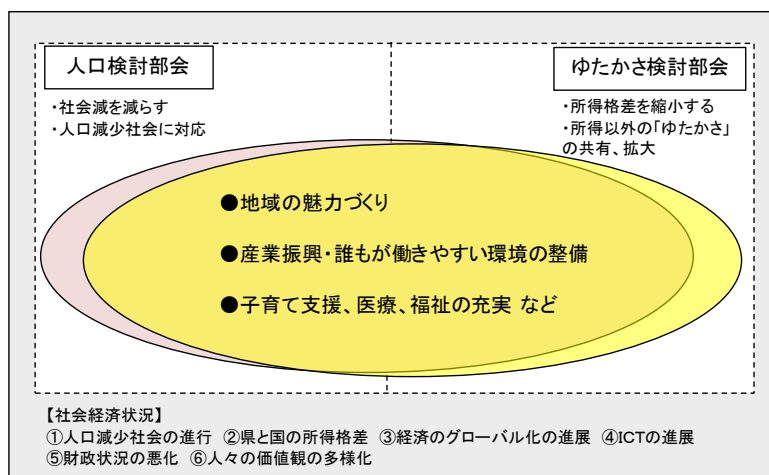 人口検討部会
・社会減を減らす
・人口減少社会に対応
ゆたかさ検討部会
・所得格差を縮小する
・所得以外の「ゆたかさ」
の共有、拡大
●地域の魅力づくり
●産業振興・誰もが働きやすい環境の整備
●子育て支援、医療、福祉の充実 など
【社会経済状況】
①人口減少社会の進行 ②県と国の所得格差 ③経済のグローバル化の進展 ④ICTの進展
⑤財政状況の悪化 ⑥人々の価値観の多様化